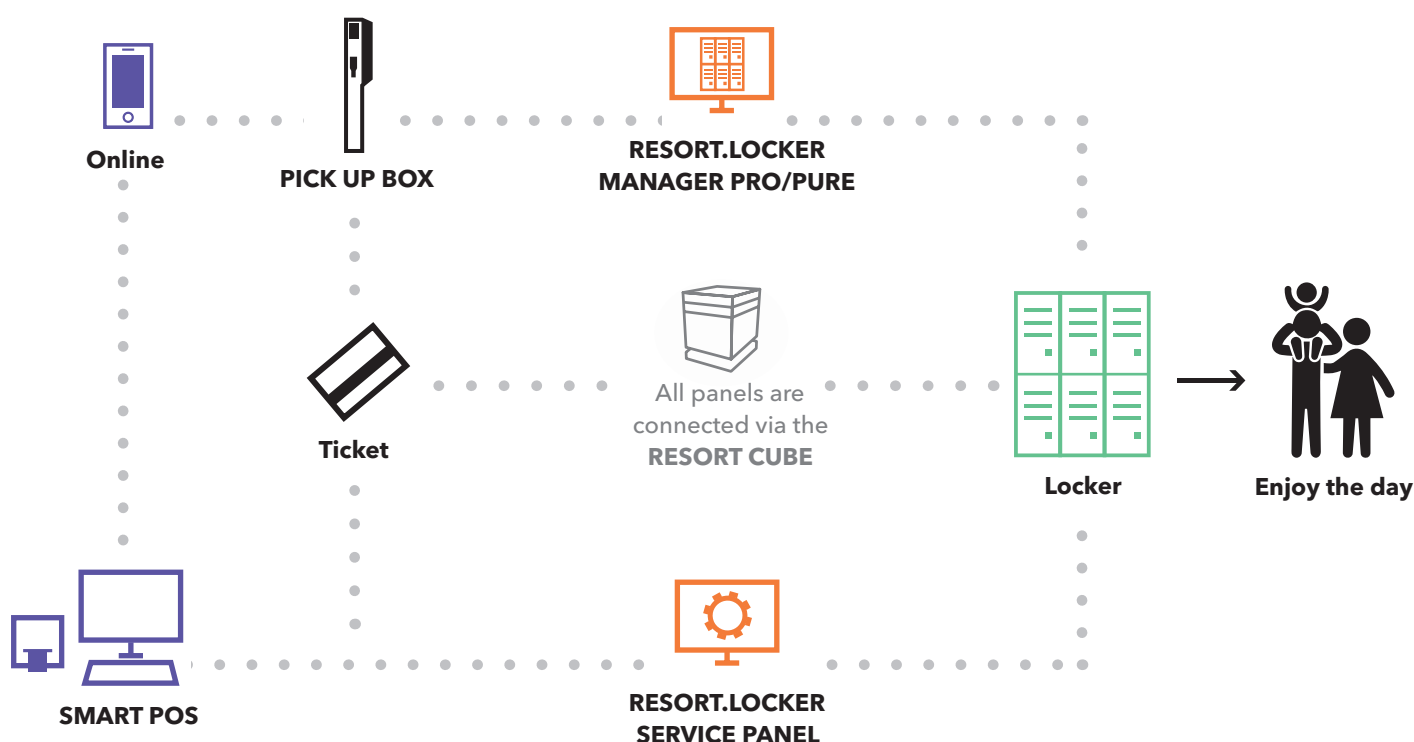 Online
PICK UP BOX
RESORT.LOCKER
MANAGER PRO/PURE
Ticket
All panels are
connected via the
RESORT CUBE
Locker
Enjoy the day
SMART POS
RESORT.LOCKER
SERVICE PANEL